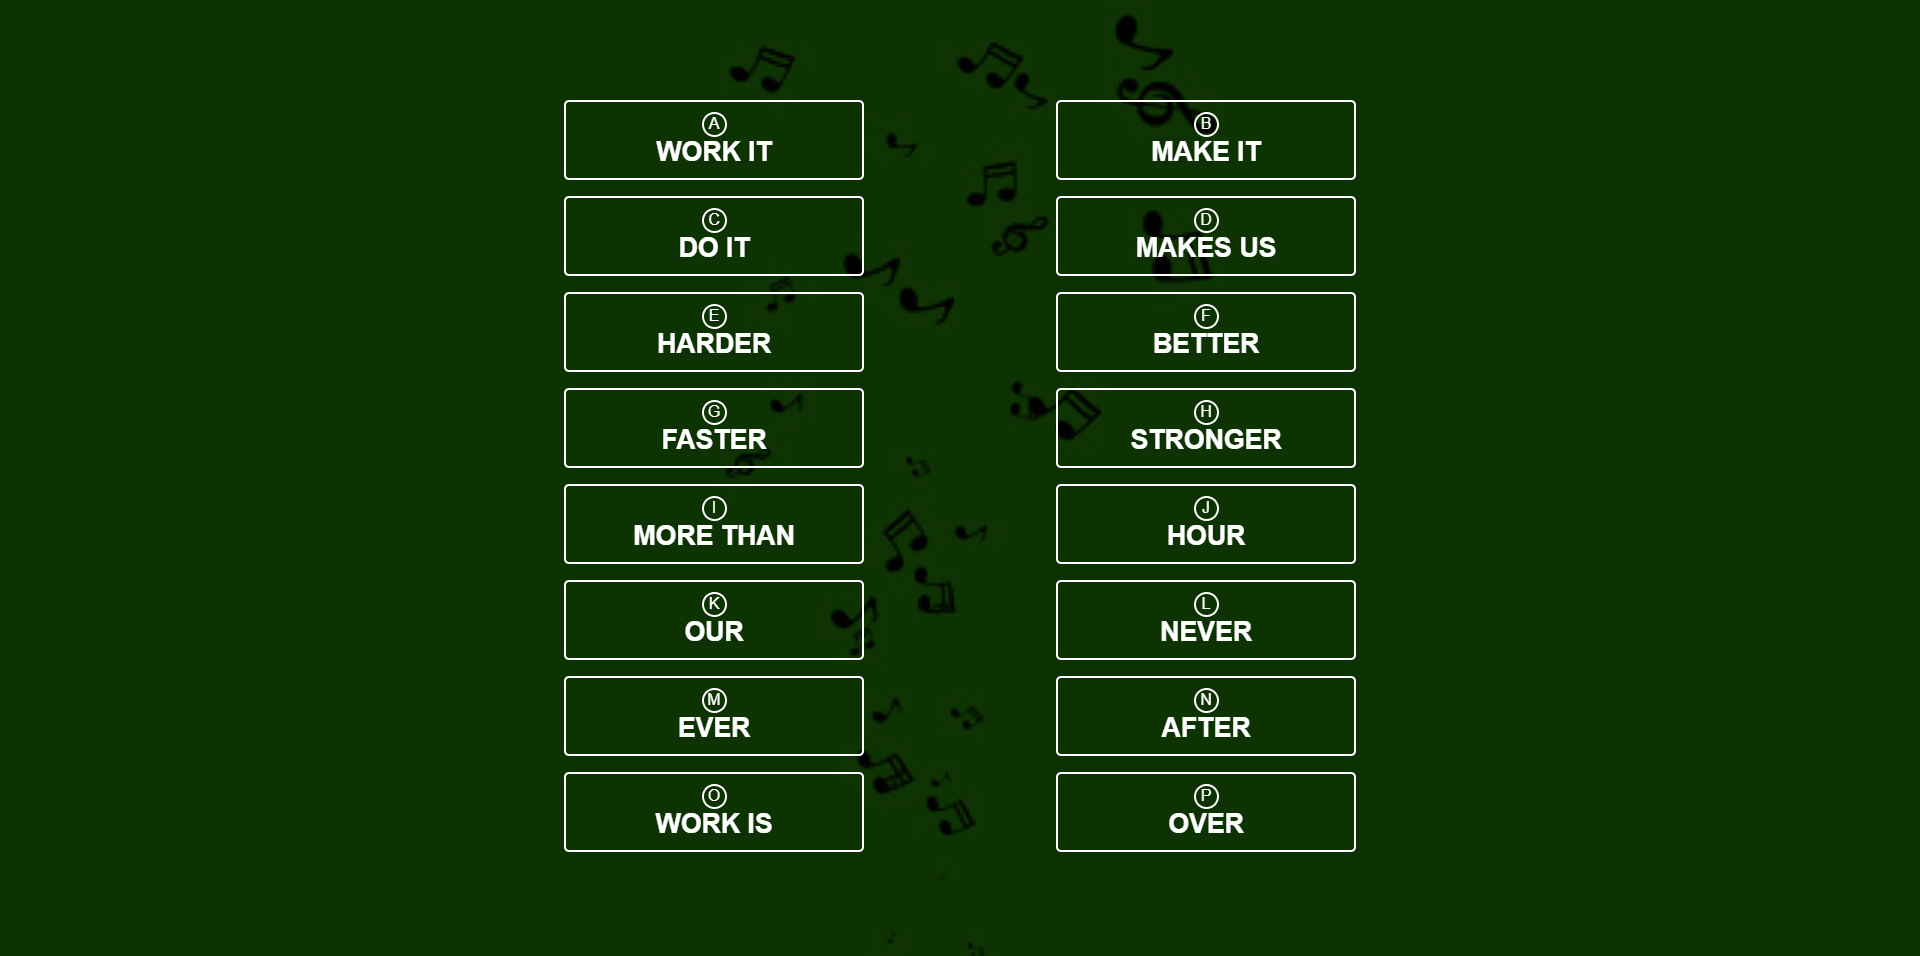 A
WORK IT
B
MAKE IT
C
DO IT
D
MAKES US
E
HARDER
F
BETTER
G
FASTER
H
STRONGER
I
MORE THAN
J
HOUR
K
OUR
L
NEVER
M
EVER
N
AFTER
O
WORK IS
P
OVER